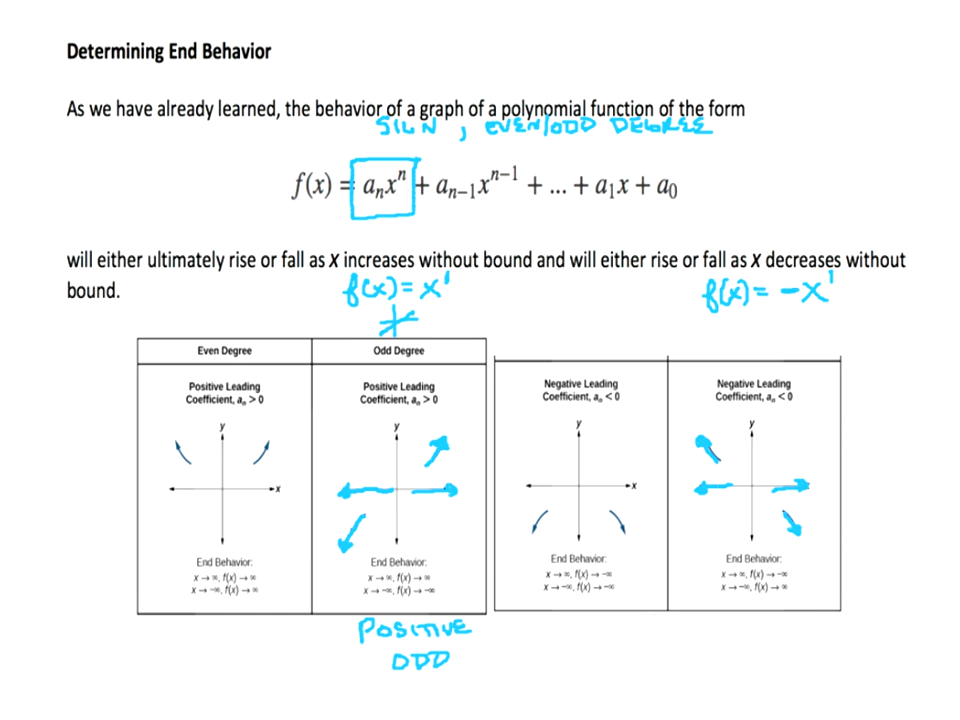 Determining End Behavior
As we have already learned, the behavior of a graph of a polynomial function of the form
SIGN, EVEN/ODD DEGREE
f(x) = aₙxⁿ + aₙ₋₁xⁿ⁻¹ + ... + a₁x + a₀
will either ultimately rise or fall as x increases without bound and will either rise or fall as x decreases without
bound.
f(x) = x¹
f(x) = -x¹
Even Degree
Odd Degree
Positive Leading
Coefficient, aₙ > 0
Positive Leading
Coefficient, aₙ > 0
Negative Leading
Coefficient, aₙ < 0
Negative Leading
Coefficient, aₙ < 0
y
y
y
y
x
x
End Behavior:
x → ∞, f(x) → ∞
x → -∞, f(x) → ∞
End Behavior:
x → ∞, f(x) → ∞
x → -∞, f(x) → -∞
End Behavior:
x → ∞, f(x) → -∞
x → -∞, f(x) → -∞
End Behavior:
x → ∞, f(x) → -∞
x → -∞, f(x) → ∞
POSITIVE
ODD